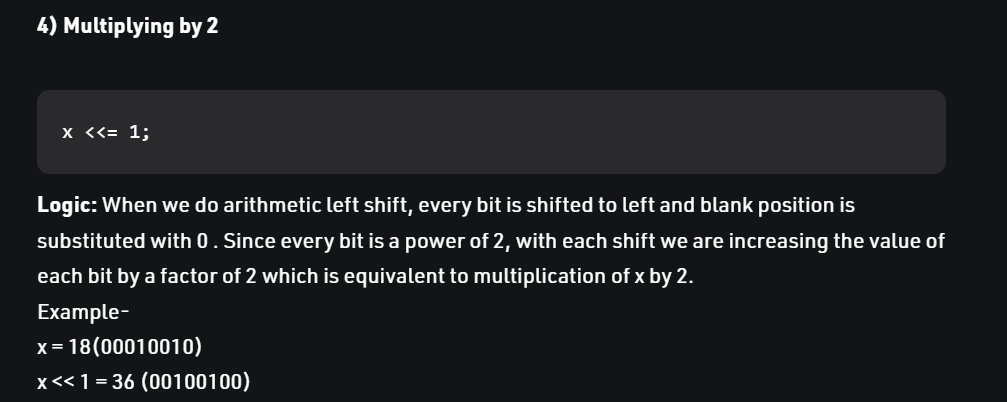 4) Multiplying by 2
x <<= 1;
Logic: When we do arithmetic left shift, every bit is shifted to left and blank position is
substituted with 0 . Since every bit is a power of 2, with each shift we are increasing the value of
each bit by a factor of 2 which is equivalent to multiplication of x by 2.
Example-
x = 18(00010010)
x << 1 = 36 (00100100)